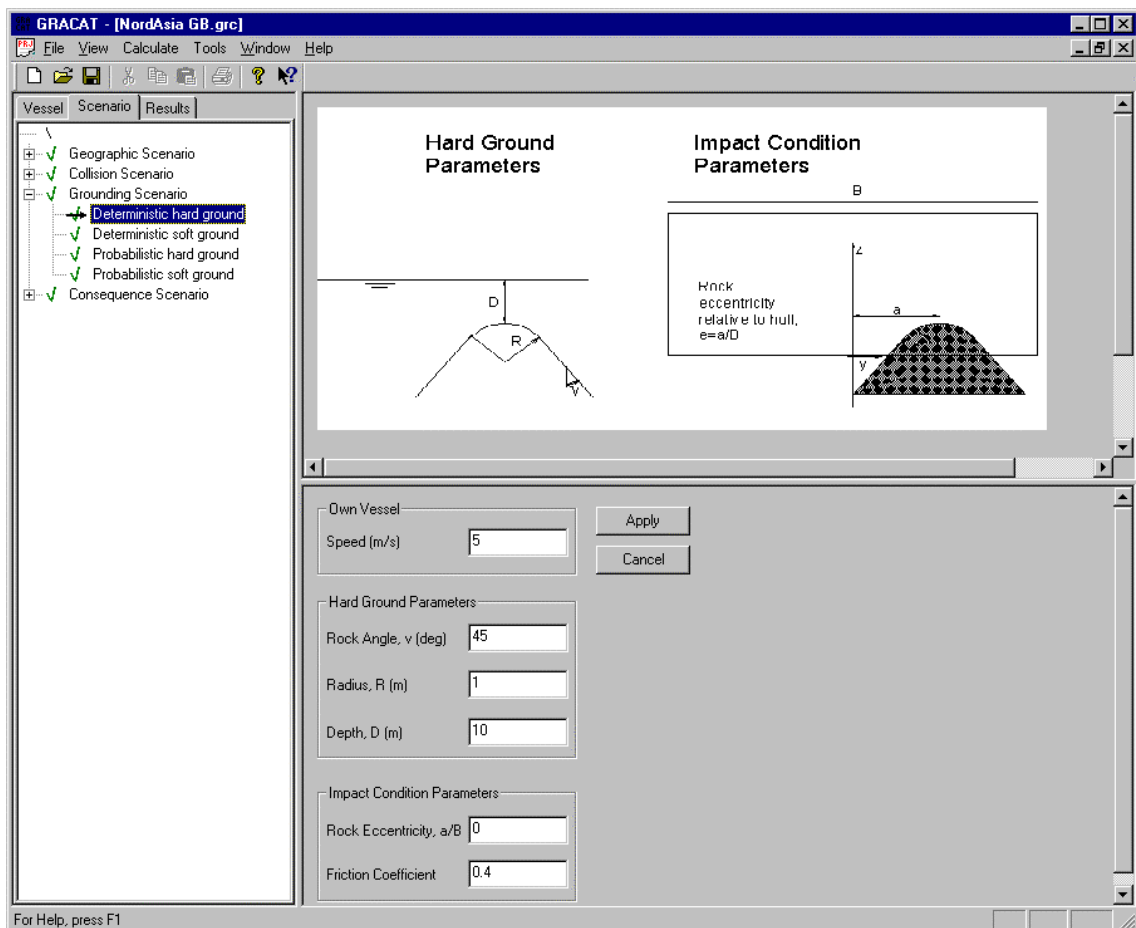 GRACAT - [NordAsia GB.grc]
File View Calculate Tools Window Help
Vessel Scenario Results
\
Geographic Scenario
Collision Scenario
Grounding Scenario
Deterministic hard ground
Deterministic soft ground
Probabilistic hard ground
Probabilistic soft ground
Consequence Scenario
Hard Ground
Parameters
D
R
v
Impact Condition
Parameters
B
z
Rock
eccentricity
relative to hull,
e=a/D
a
y
Own Vessel
Speed (m/s) 5
Apply
Cancel
Hard Ground Parameters
Rock Angle, v (deg) 45
Radius, R (m) 1
Depth, D (m) 10
Impact Condition Parameters
Rock Eccentricity, a/B 0
Friction Coefficient 0.4
For Help, press F1